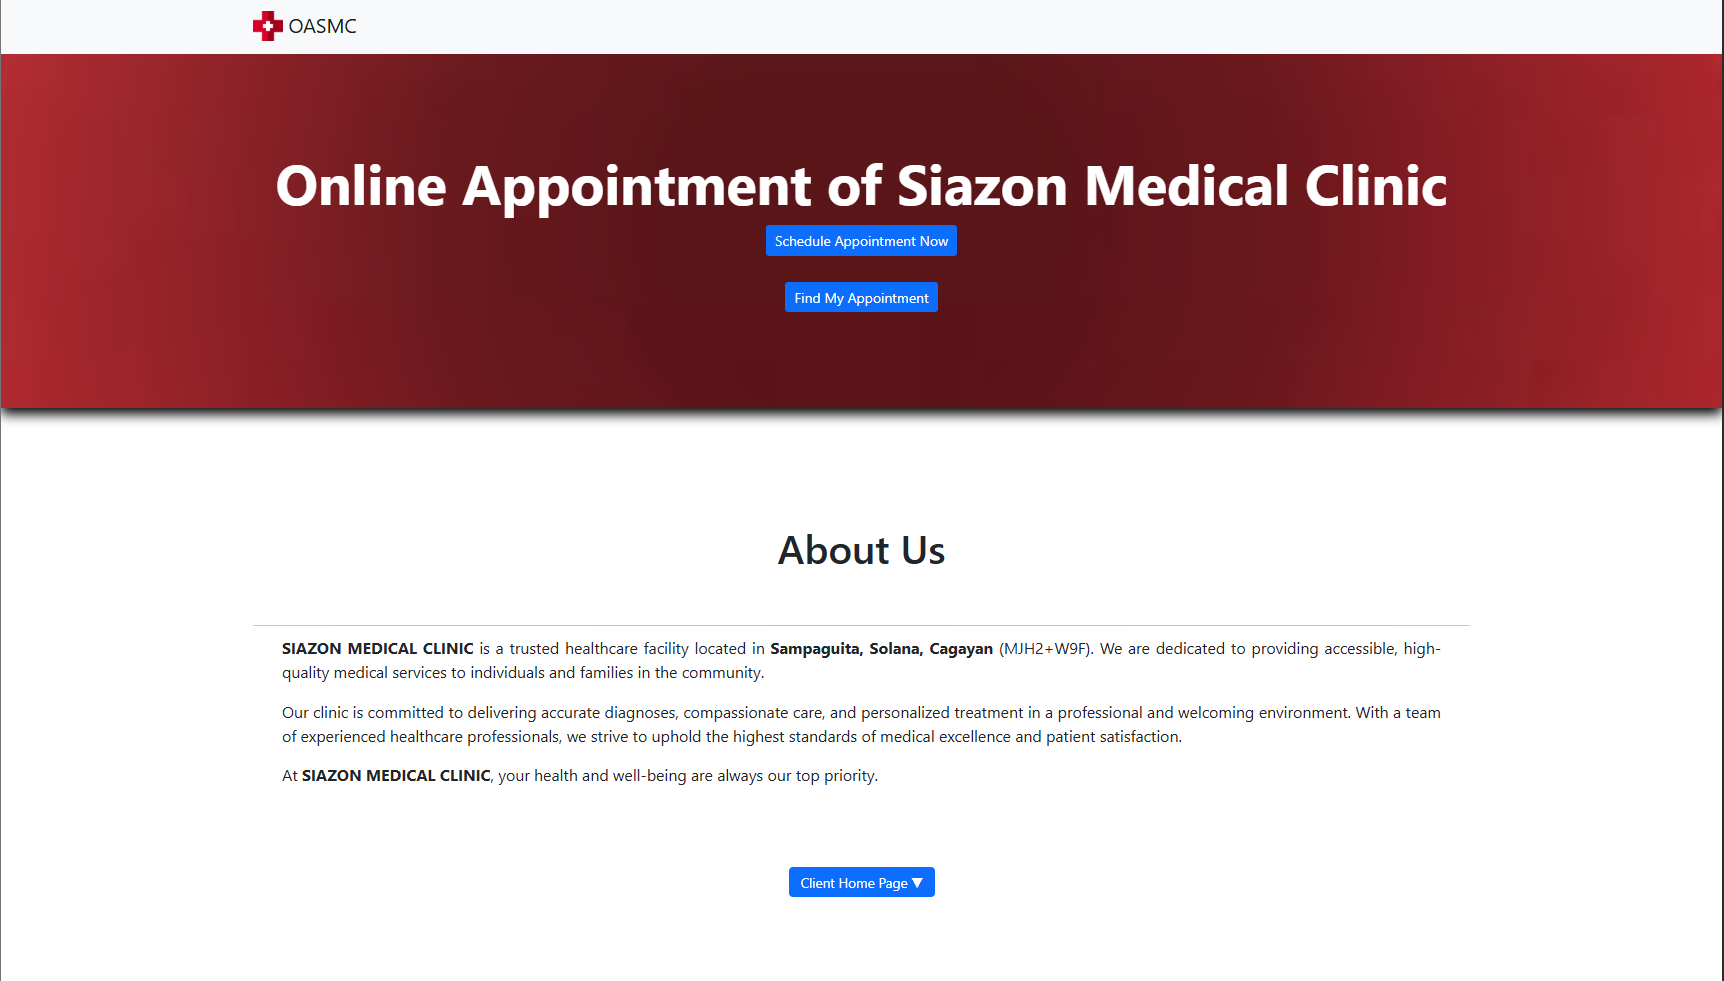 OASMC
Online Appointment of Siazon Medical Clinic
Schedule Appointment Now
Find My Appointment
About Us
SIAZON MEDICAL CLINIC is a trusted healthcare facility located in Sampaguita, Solana, Cagayan (MJH2+W9F). We are dedicated to providing accessible, high-
quality medical services to individuals and families in the community.
Our clinic is committed to delivering accurate diagnoses, compassionate care, and personalized treatment in a professional and welcoming environment. With a team
of experienced healthcare professionals, we strive to uphold the highest standards of medical excellence and patient satisfaction.
At SIAZON MEDICAL CLINIC, your health and well-being are always our top priority.
Client Home Page ▼